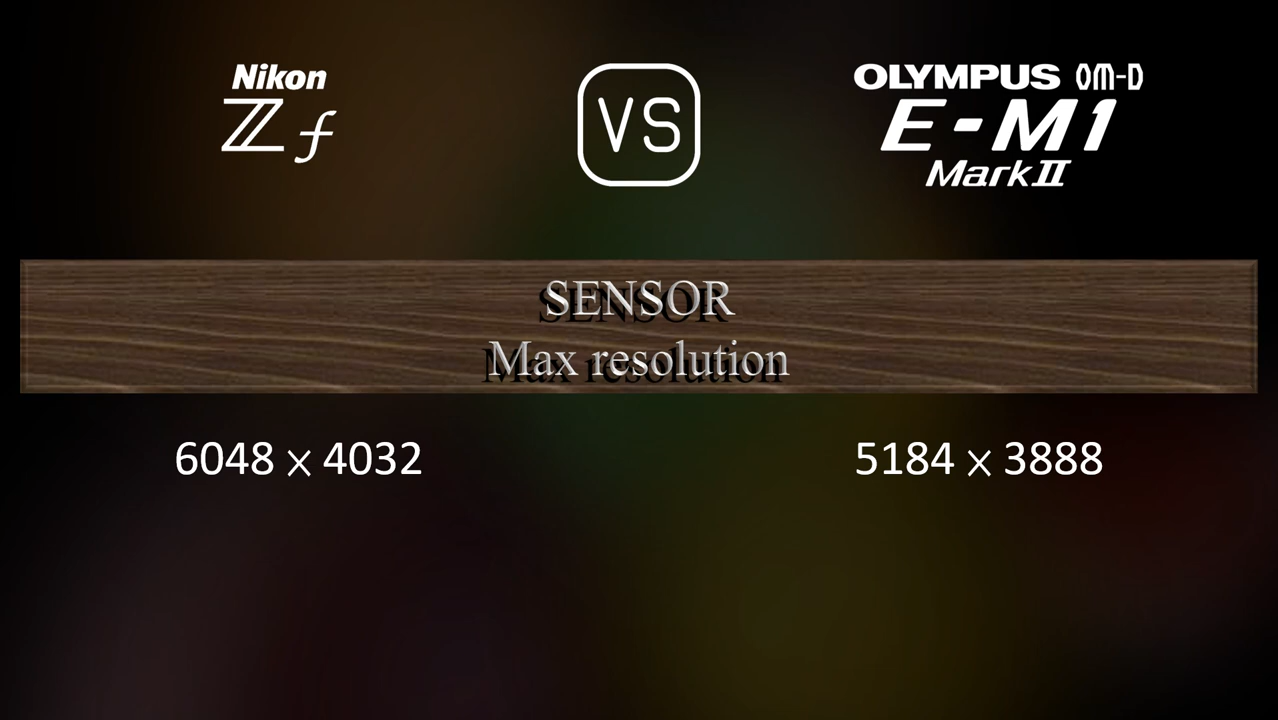 Nikon
Z f
VS
OLYMPUS OM-D
E-M1
Mark II
SENSOR
Max resolution
6048 x 4032
5184 x 3888